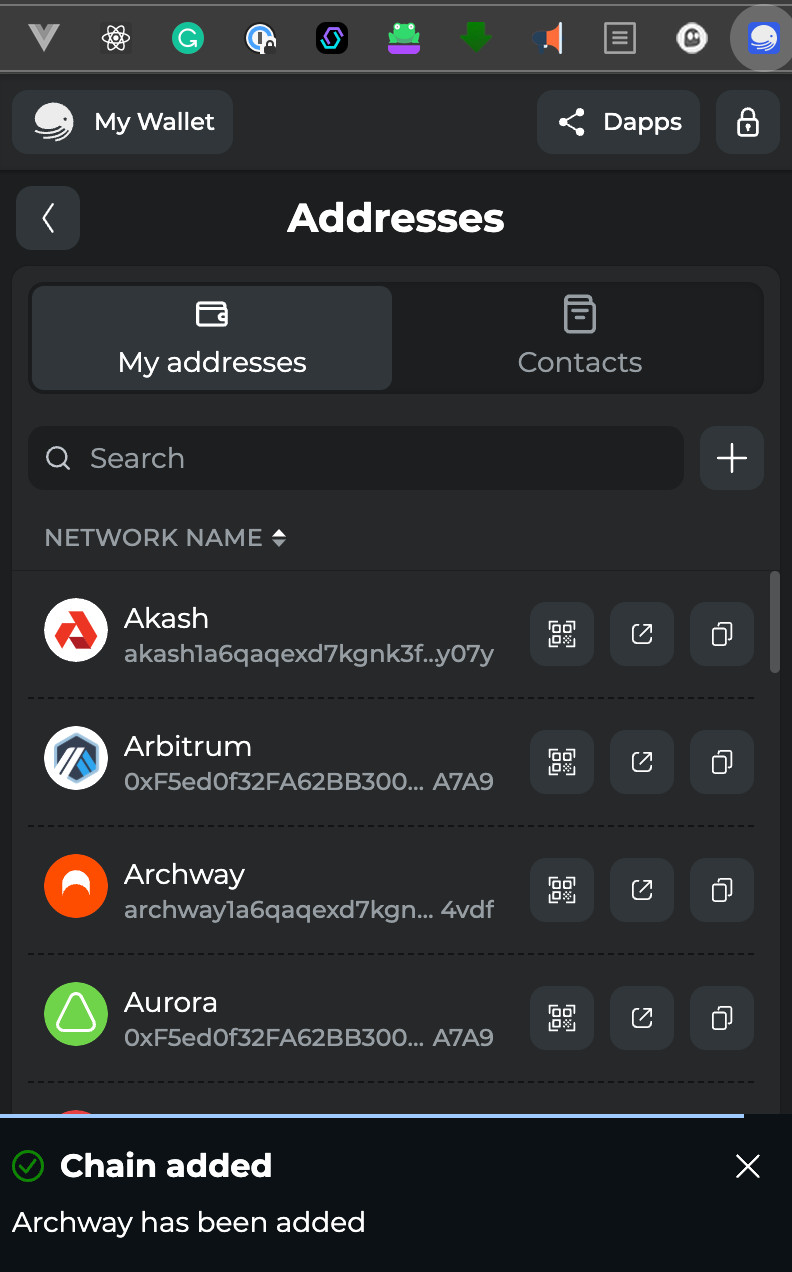 My Wallet
Dapps
Addresses
My addresses
Contacts
Search
NETWORK NAME
Akash
akash1a6qaqexd7kgnk3f...y07y
Arbitrum
0xF5ed0f32FA62BB300... A7A9
Archway
archway1a6qaqexd7kgn... 4vdf
Aurora
0xF5ed0f32FA62BB300... A7A9
Chain added
Archway has been added